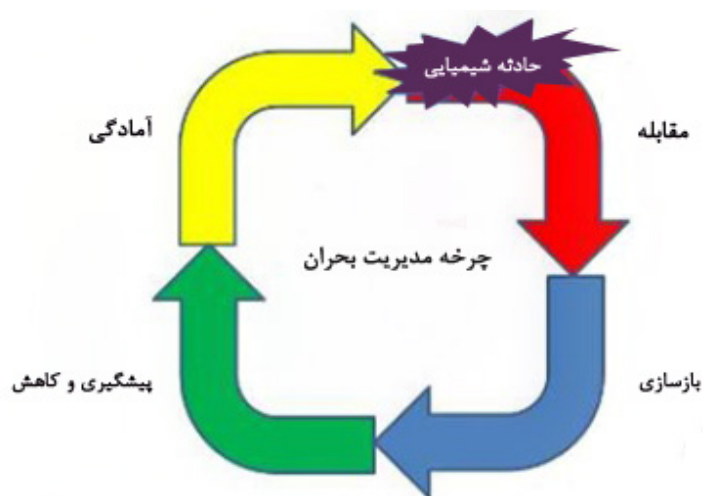 حادثه شیمیایی
مقابله
آمادگی
چرخه مدیریت بحران
بازسازی
پیشگیری و کاهش